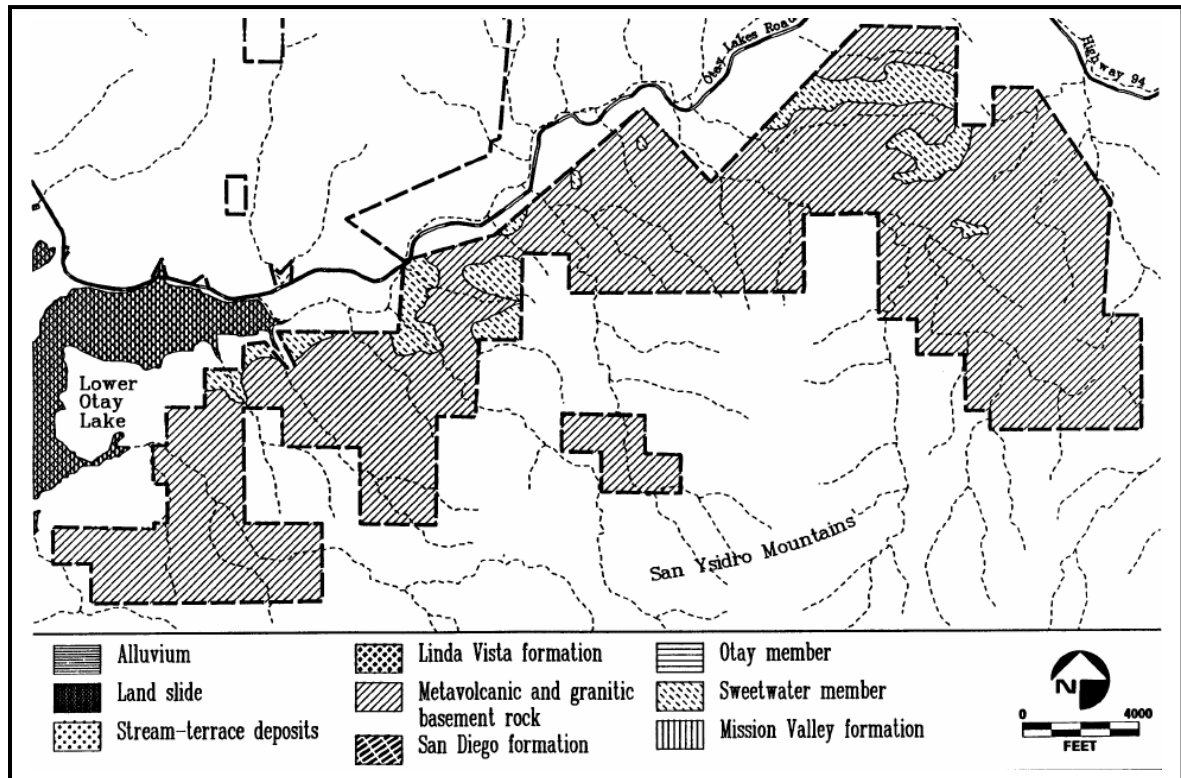 Otay Lakes Road
Highway 94
Lower
Otay
Lake
San Ysidro Mountains
Alluvium
Land slide
Stream-terrace deposits
Linda Vista formation
Metavolcanic and granitic
basement rock
San Diego formation
Otay member
Sweetwater member
Mission Valley formation
N
0 4000
FEET